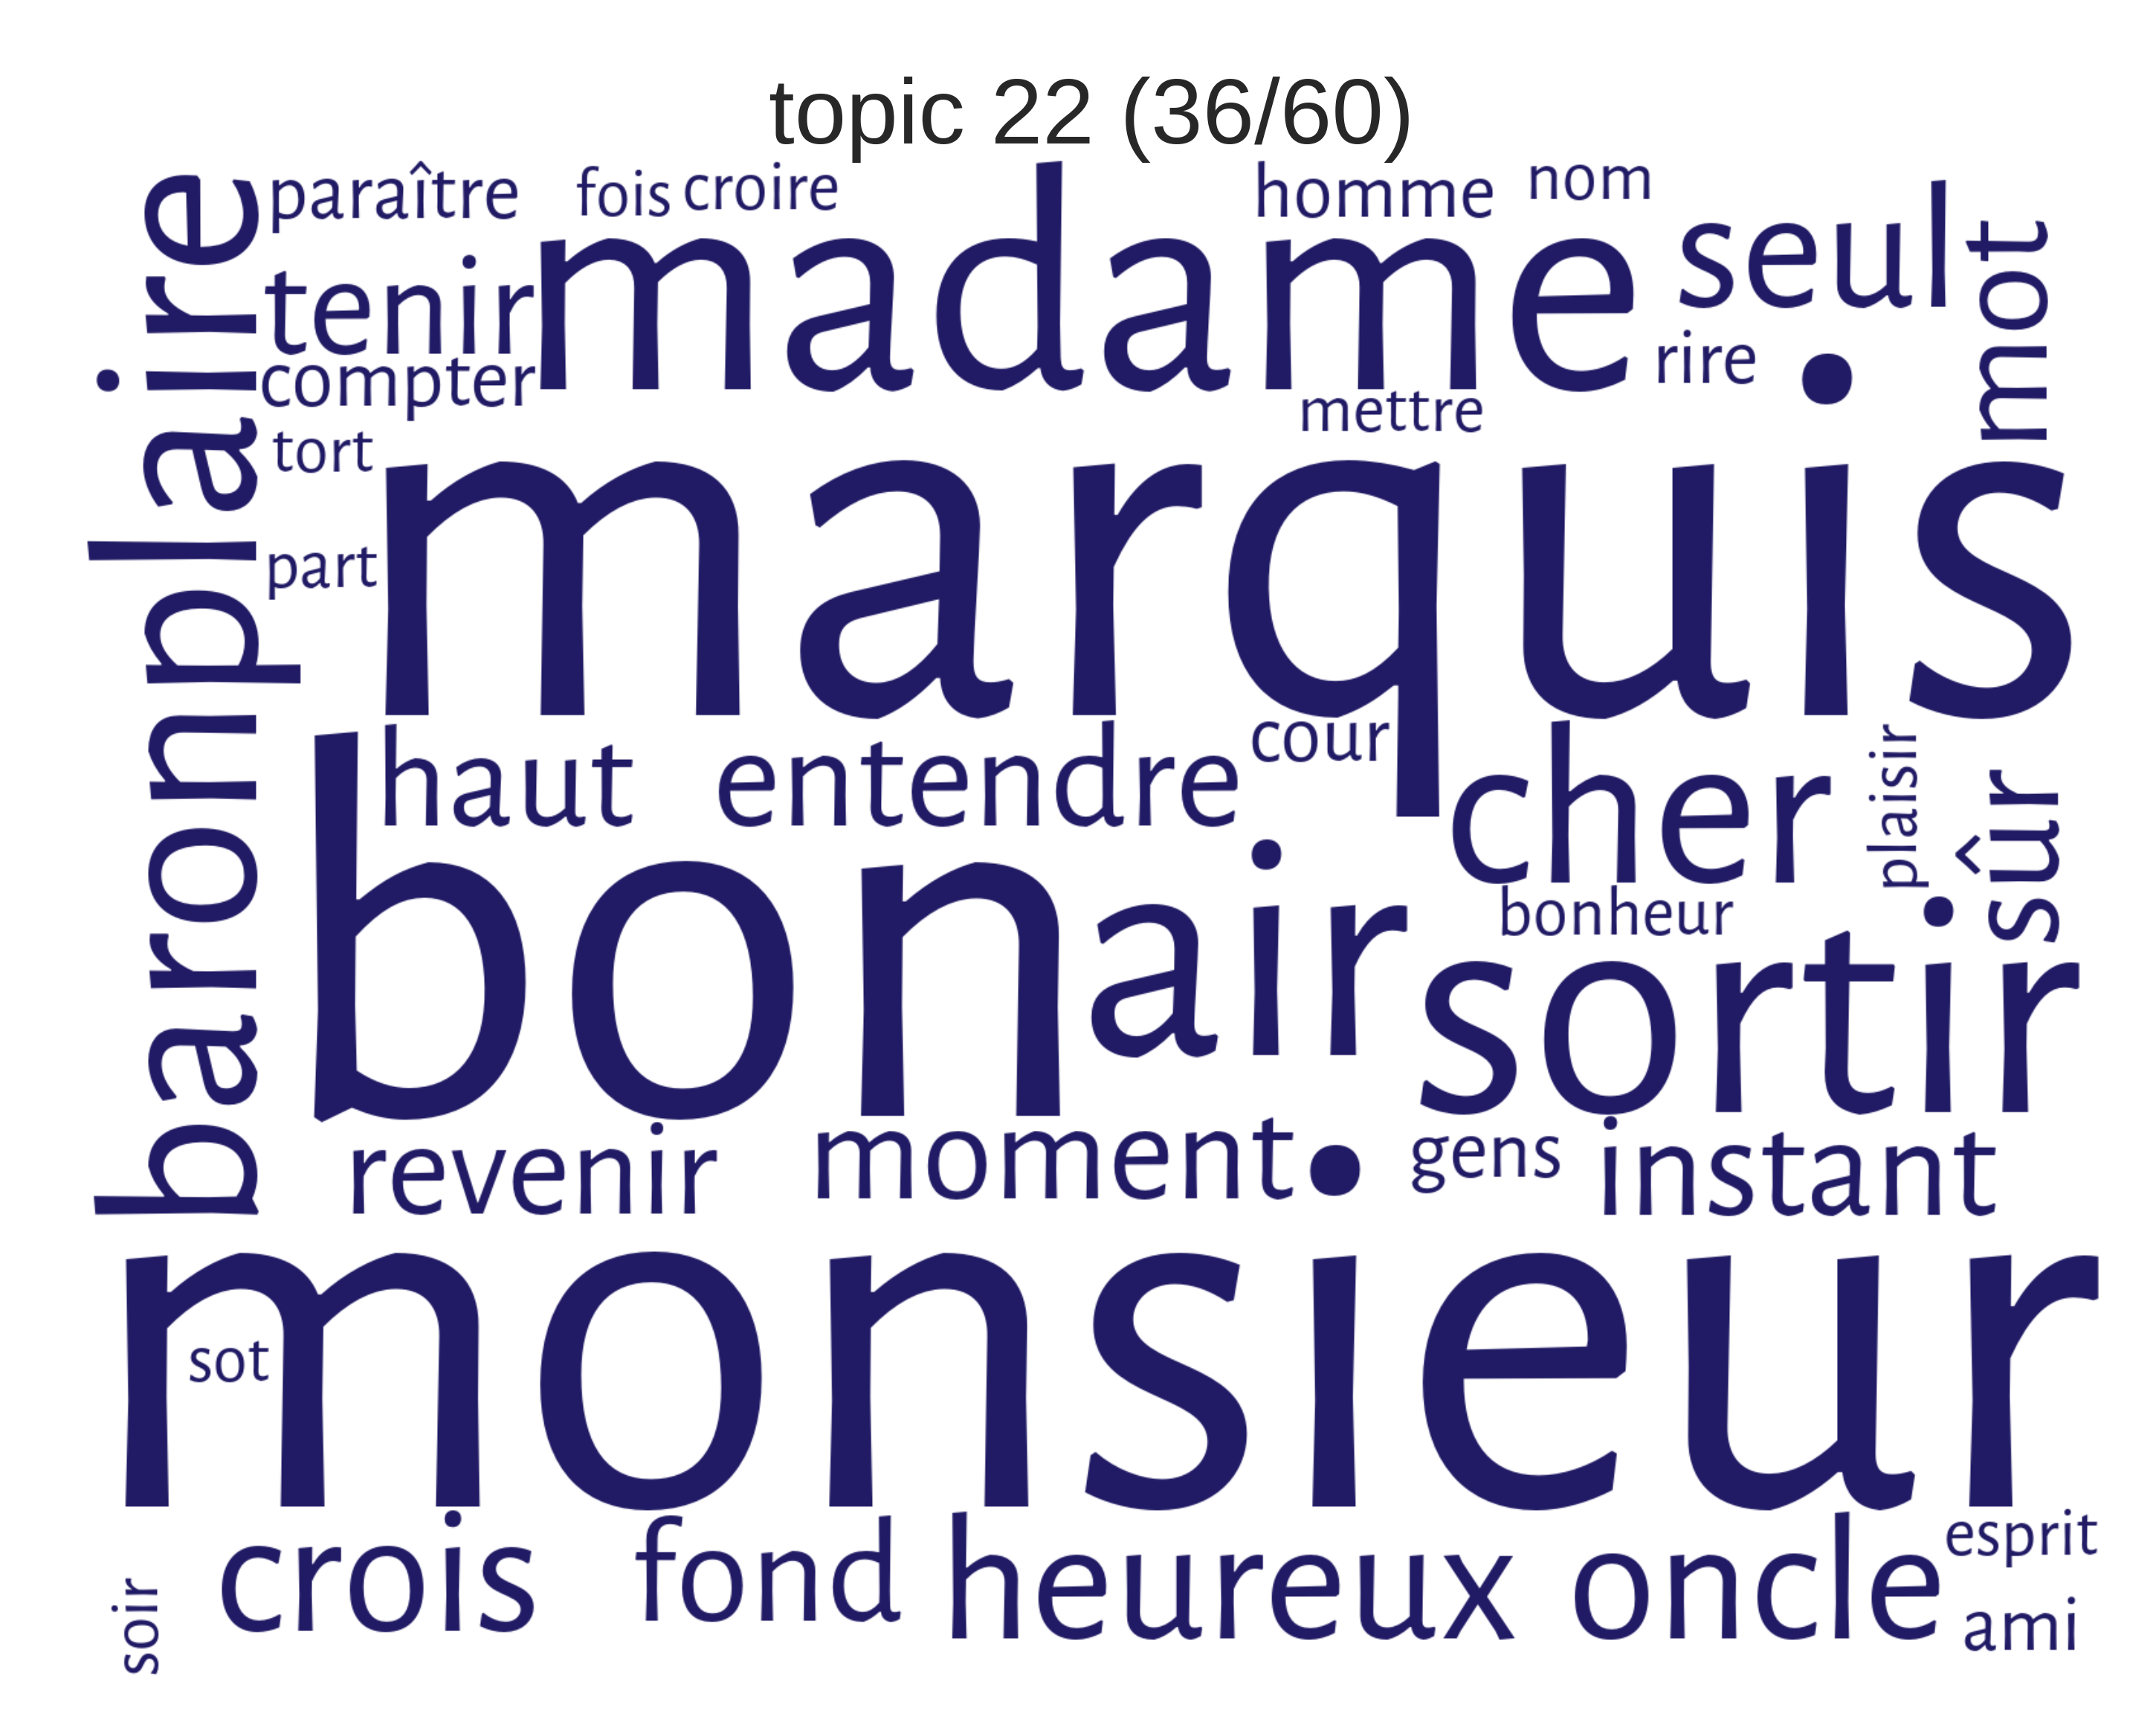 topic 22 (36/60)
paraître fois croire homme nom
tenir madame seul mot
compter rire
mettre
tort
marquis
part
plaire
haut entendre cour cher plaisir sûr
bonheur
bon air sortir
baron
revenir moment gens instant
monsieur
sot
crois fond heureux oncle esprit
soir ami